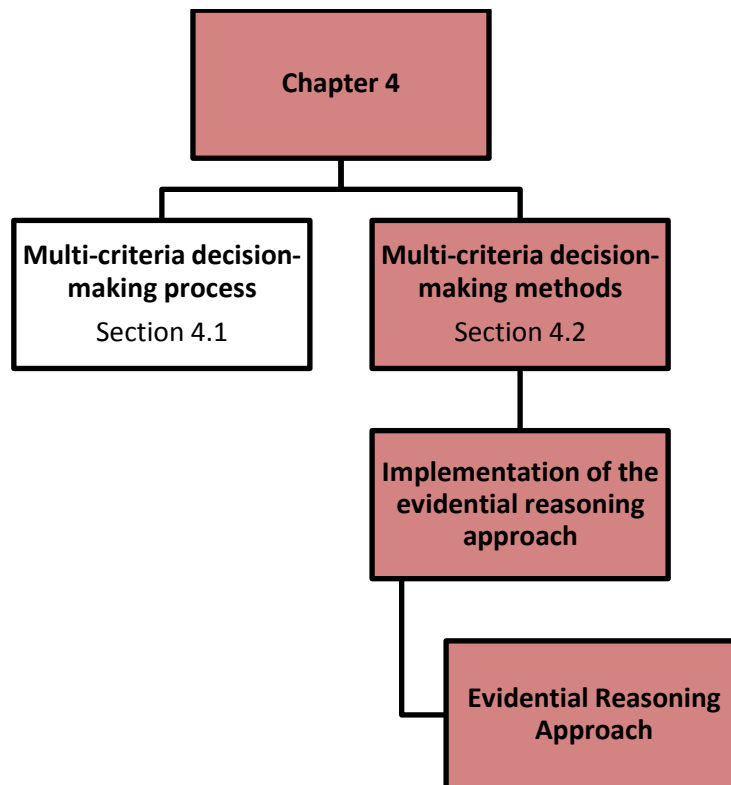 Chapter 4
Multi-criteria decision-
making process
Section 4.1
Multi-criteria decision-
making methods
Section 4.2
Implementation of the
evidential reasoning
approach
Evidential Reasoning
Approach